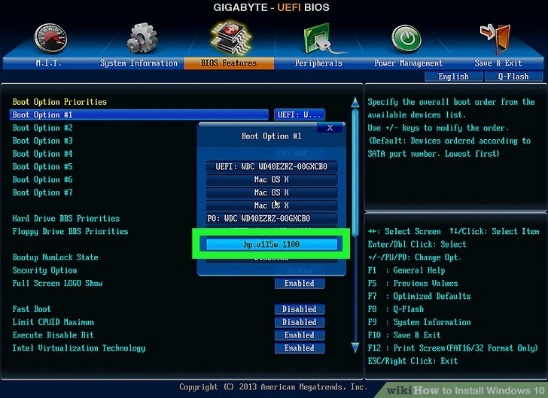 GIGABYTE - UEFI BIOS
M.I.T.
System Information
BIOS Features
Peripherals
Power Management
Save & Exit
English
Q-Flash
Boot Option Priorities
Boot Option #1
UEFI: W...
Boot Option #2
Boot Option #3
Boot Option #4
Boot Option #5
Boot Option #6
Boot Option #7
Hard Drive BBS Priorities
Floppy Drive BBS Priorities
Bootup NumLock State
Security Option
Full Screen LOGO Show
Enabled
Fast Boot
Disabled
Limit CPUID Maximum
Disabled
Execute Disable Bit
Enabled
Intel Virtualization Technology
Enabled
Boot Option #1
X
UEFI: WDC WD40EZRZ-00GXCB0
Mac OS X
Mac OS X
Mac OS X
P0: WDC WD40EZRZ-00GXCB0
hp v115w 1100
Disabled
Specify the overall boot order from the
available devices list.
Use +/- keys to modify the order.
(Default: Devices ordered according to
SATA port number. Lowest first)
↔: Select Screen ↑↓/Click: Select Item
Enter/Dbl Click: Select
+/-/PU/PD: Change Opt.
F1 : General Help
F5 : Previous Values
F7 : Optimized Defaults
F8 : Q-Flash
F9 : System Information
F10 : Save & Exit
F12 : Print Screen(FAT16/32 Format Only)
ESC/Right Click: Exit
Copyright (C) 2013 American Megatrends, Inc.
wikiHow to Install Windows 10